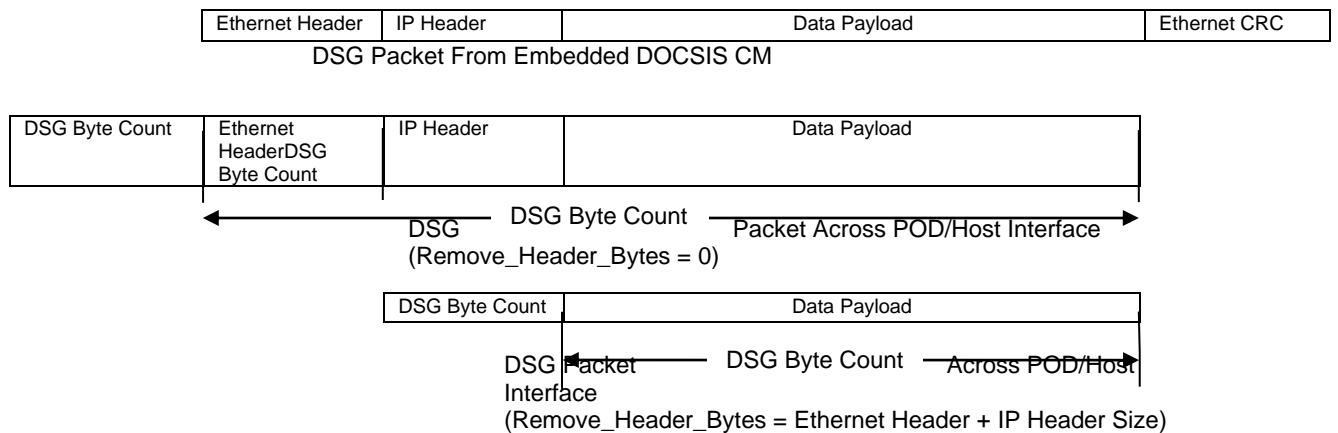 Ethernet Header IP Header Data Payload Ethernet CRC
DSG Packet From Embedded DOCSIS CM
DSG Byte Count Ethernet IP Header Data Payload
HeaderDSG
Byte Count
DSG Byte Count
DSG Packet Across POD/Host Interface
(Remove_Header_Bytes = 0)
DSG Byte Count Data Payload
DSG Byte Count
DSG Packet Across POD/Host
Interface
(Remove_Header_Bytes = Ethernet Header + IP Header Size)